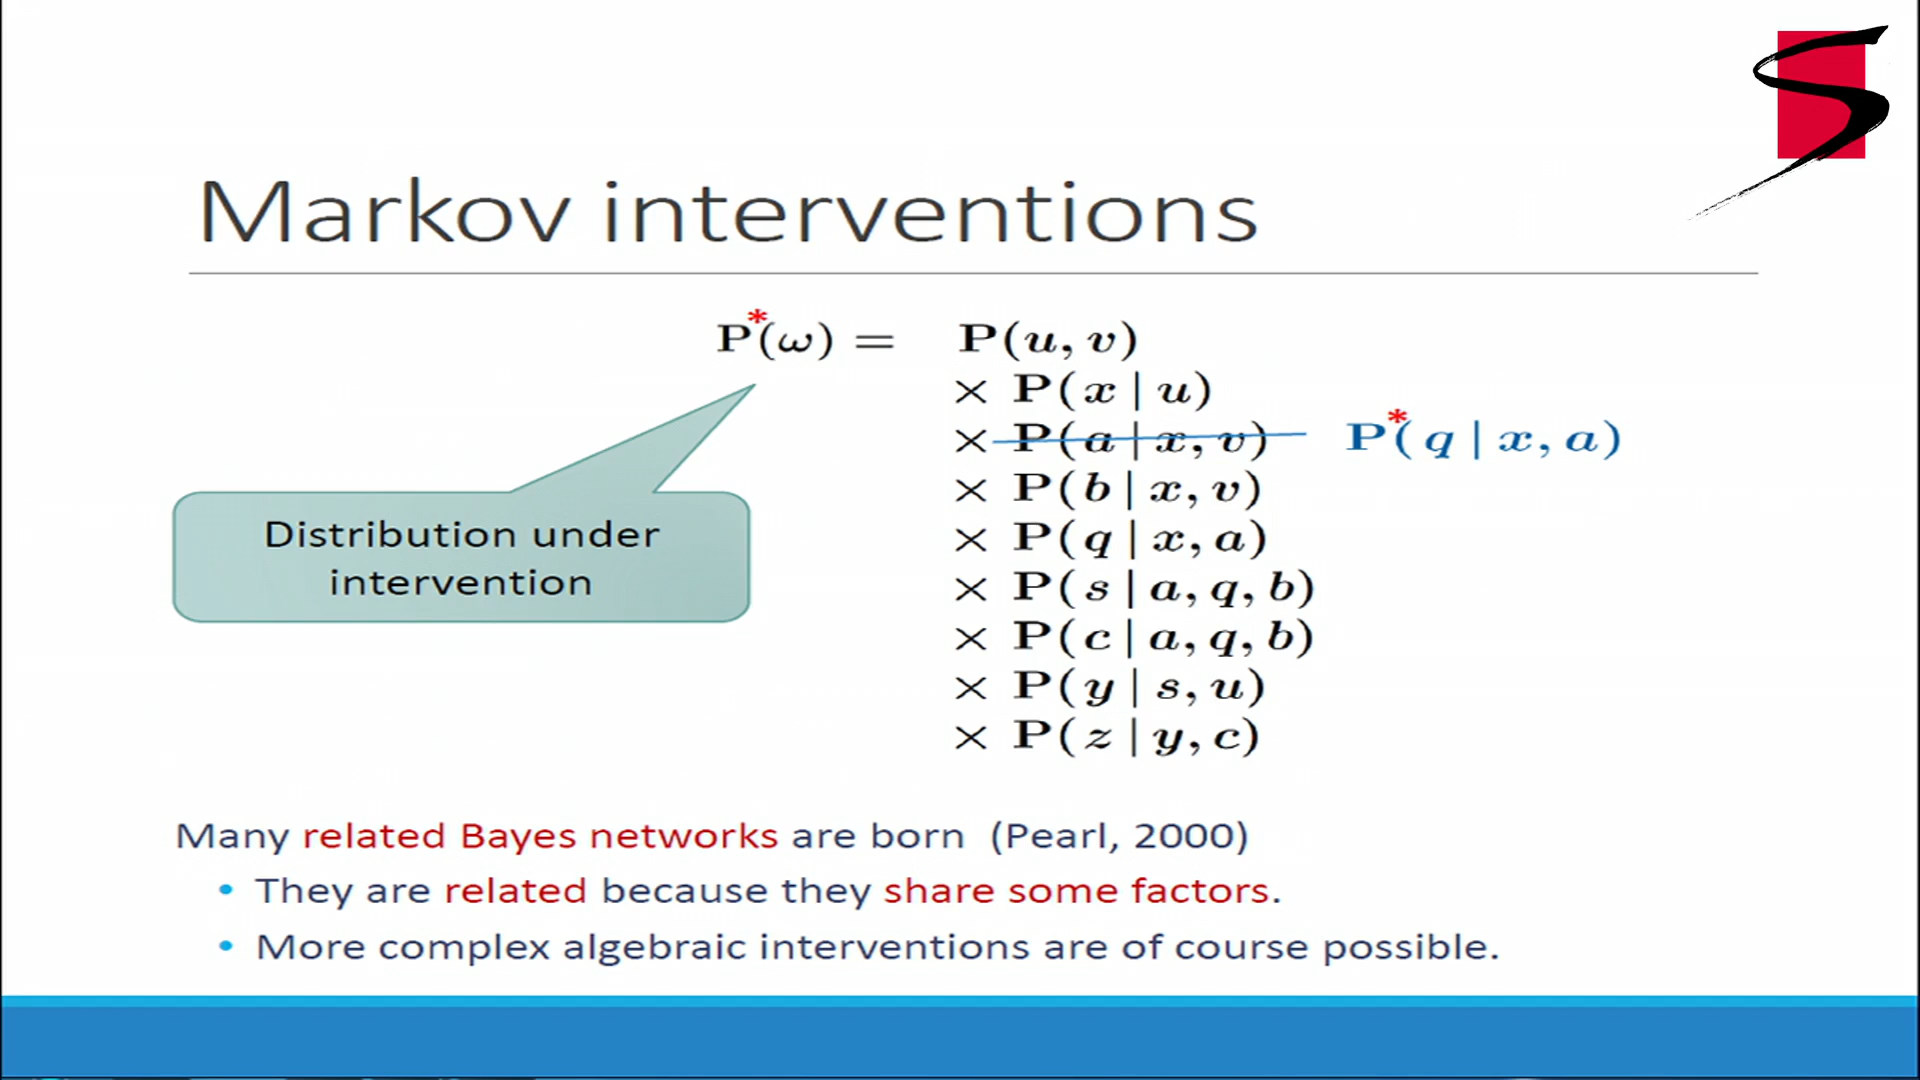 Markov interventions
P*(ω) = P(u, v)
× P(x | u)
× P(a | x, v) P*(q | x, a)
× P(b | x, v)
× P(q | x, a)
× P(s | a, q, b)
× P(c | a, q, b)
× P(y | s, u)
× P(z | y, c)
Distribution under
intervention
Many related Bayes networks are born (Pearl, 2000)
• They are related because they share some factors.
• More complex algebraic interventions are of course possible.